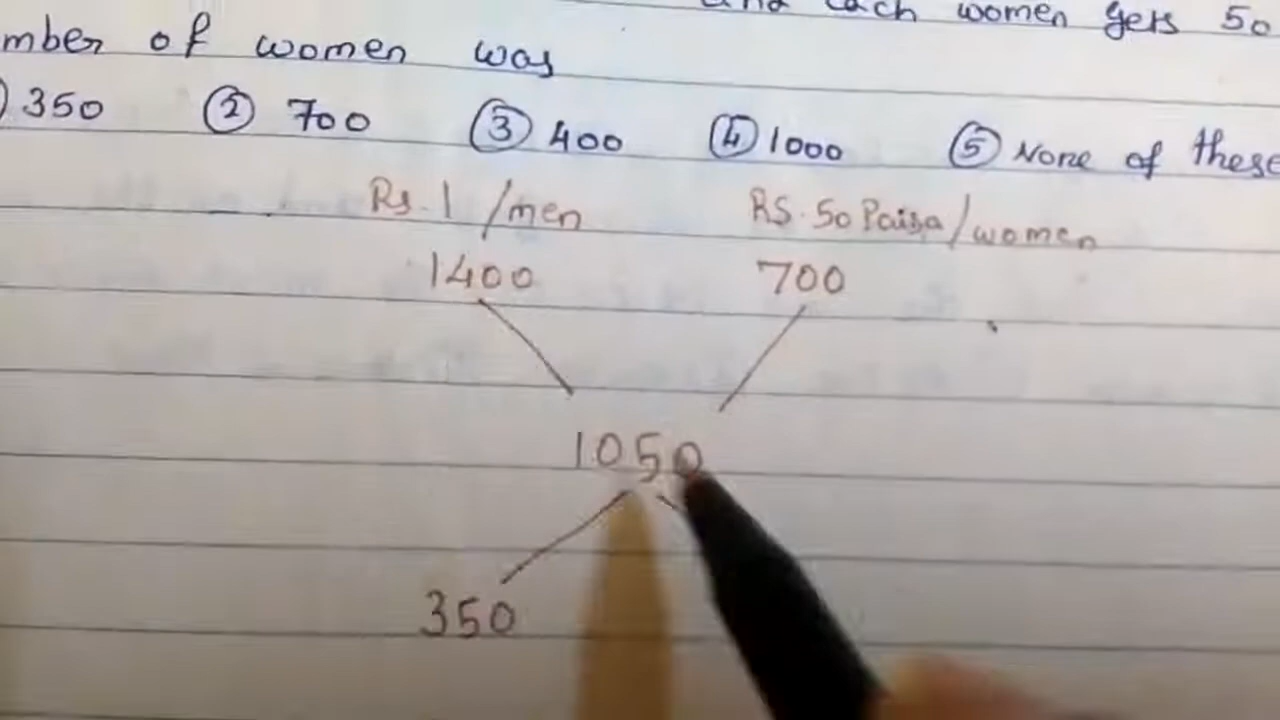 and each women gets 50
mber of women was
) 350 ② 700 ③ 400 ④ 1000 ⑤ None of these
Rs. 1 /men RS. 50 Paisa/women
1400 700
1050
350